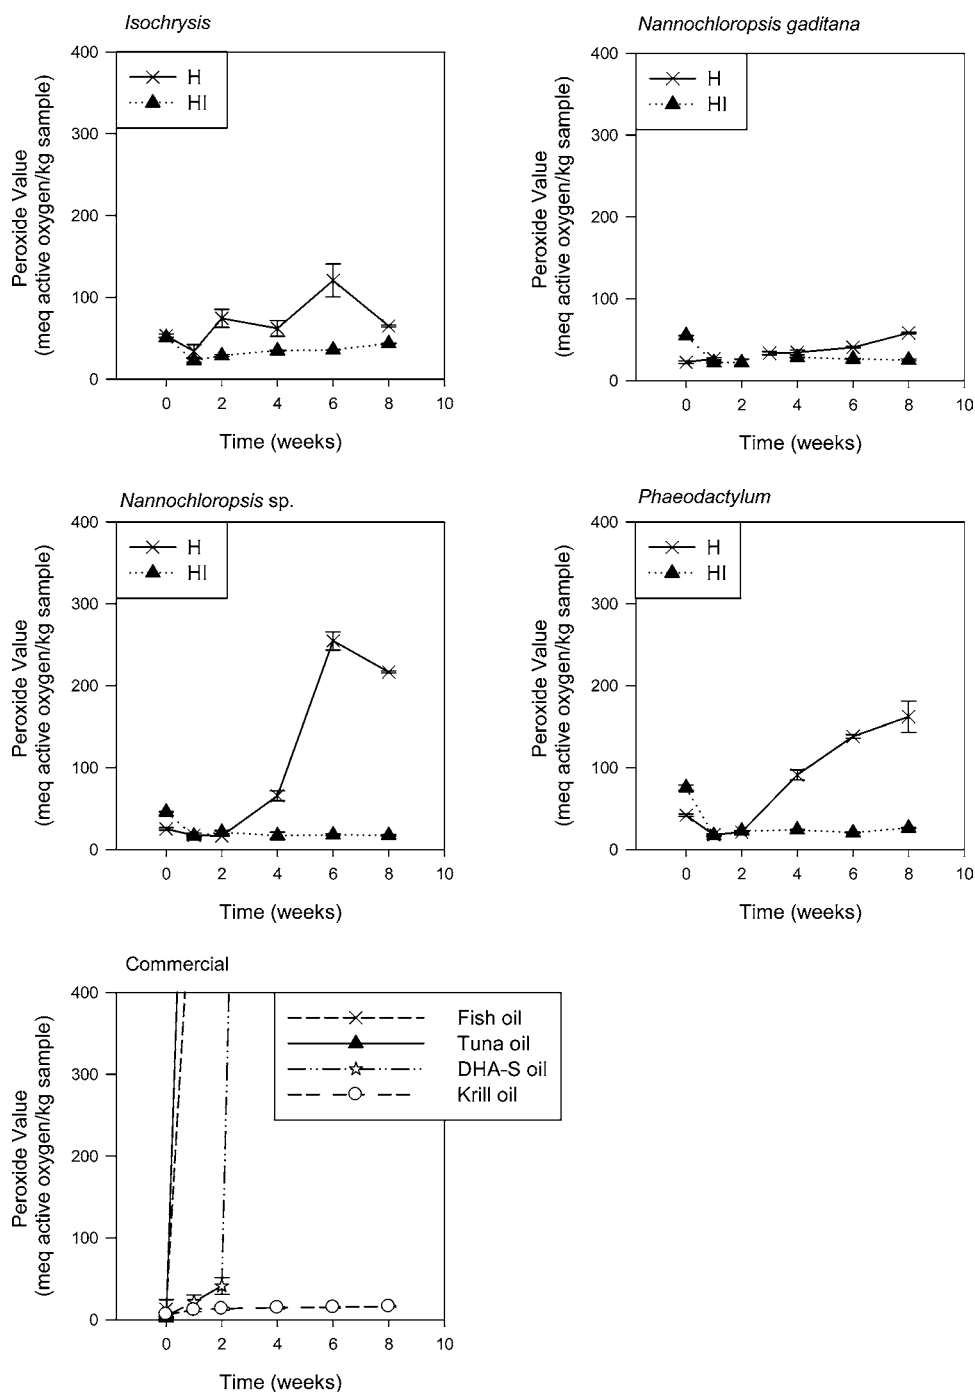 Isochrysis
400
300
200
100
0
Peroxide Value
(meq active oxygen/kg sample)
H
HI
0 2 4 6 8 10
Time (weeks)
Nannochloropsis gaditana
400
300
200
100
0
Peroxide Value
(meq active oxygen/kg sample)
H
HI
0 2 4 6 8 10
Time (weeks)
Nannochloropsis sp.
400
300
200
100
0
Peroxide Value
(meq active oxygen/kg sample)
H
HI
0 2 4 6 8 10
Time (weeks)
Phaeodactylum
400
300
200
100
0
Peroxide Value
(meq active oxygen/kg sample)
H
HI
0 2 4 6 8 10
Time (weeks)
Commercial
400
300
200
100
0
Peroxide Value
(meq active oxygen/kg sample)
Fish oil
Tuna oil
DHA-S oil
Krill oil
0 2 4 6 8 10
Time (weeks)